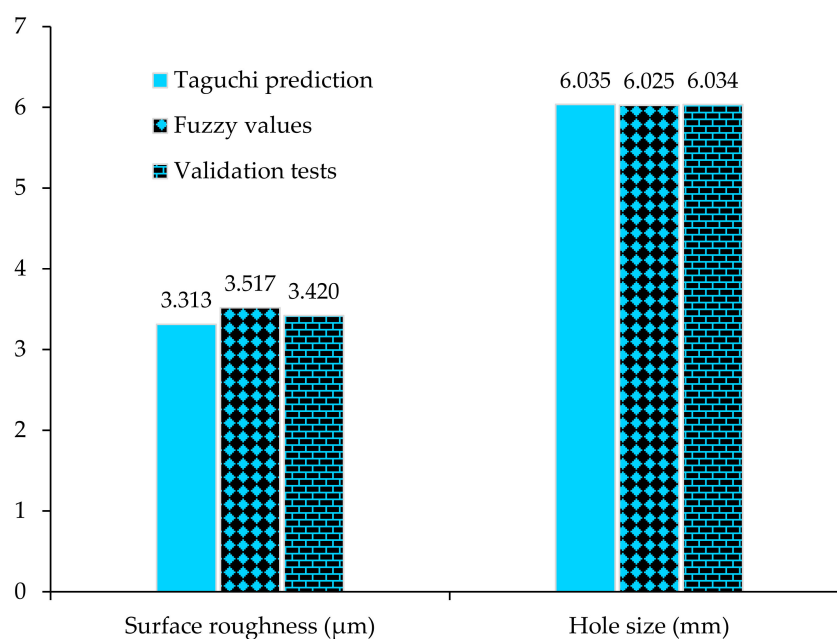 7
6
5
4
3
2
1
0
Taguchi prediction
Fuzzy values
Validation tests
3.313
3.517
3.420
6.035
6.025
6.034
Surface roughness (µm)
Hole size (mm)